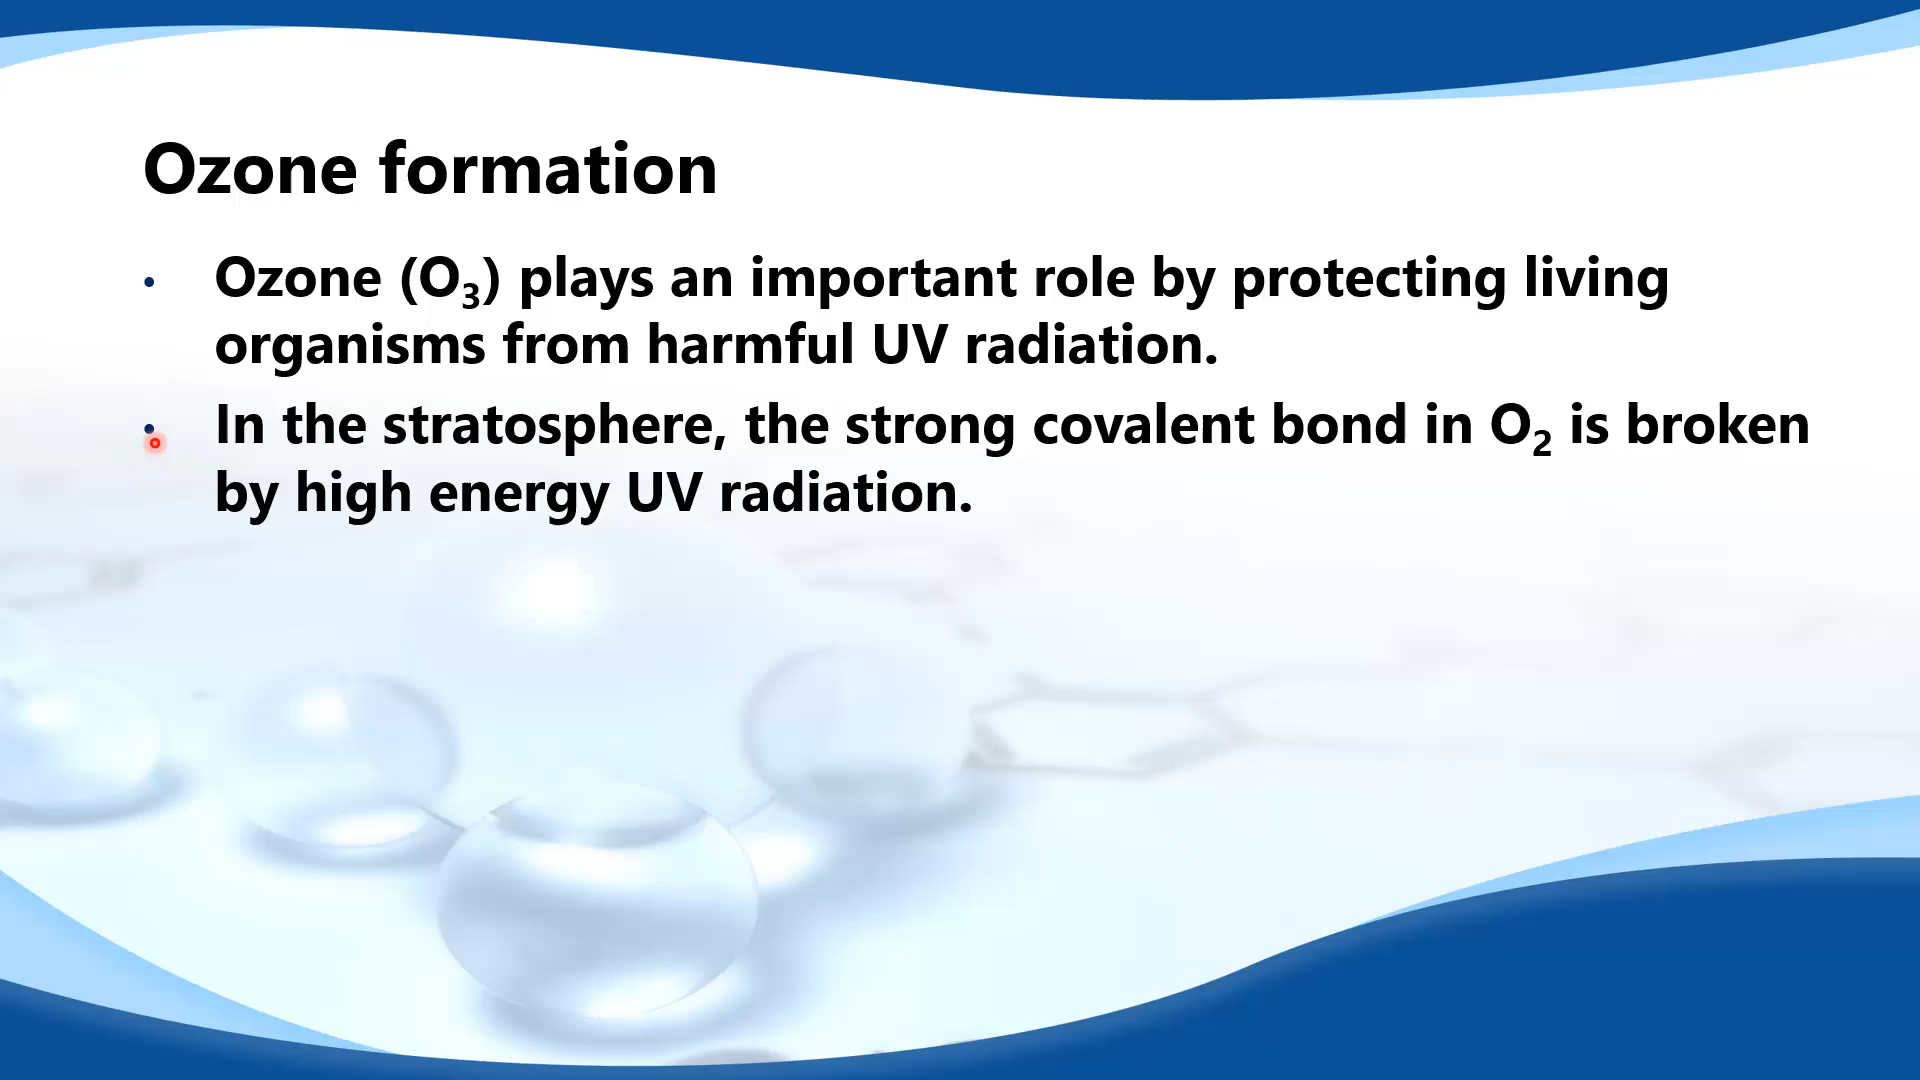 Ozone formation
• Ozone (O₃) plays an important role by protecting living
organisms from harmful UV radiation.
• In the stratosphere, the strong covalent bond in O₂ is broken
by high energy UV radiation.